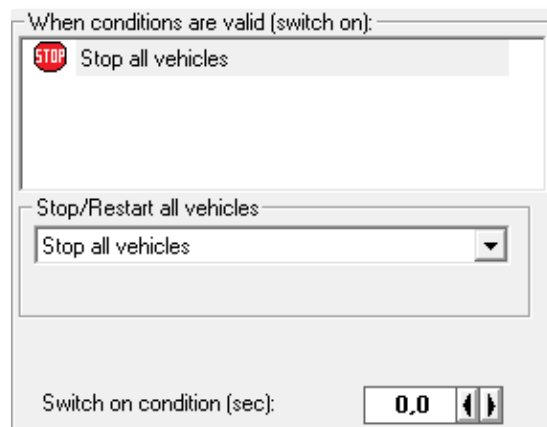 When conditions are valid (switch on):
STOP Stop all vehicles
Stop/Restart all vehicles
Stop all vehicles
Switch on condition (sec): 0,0